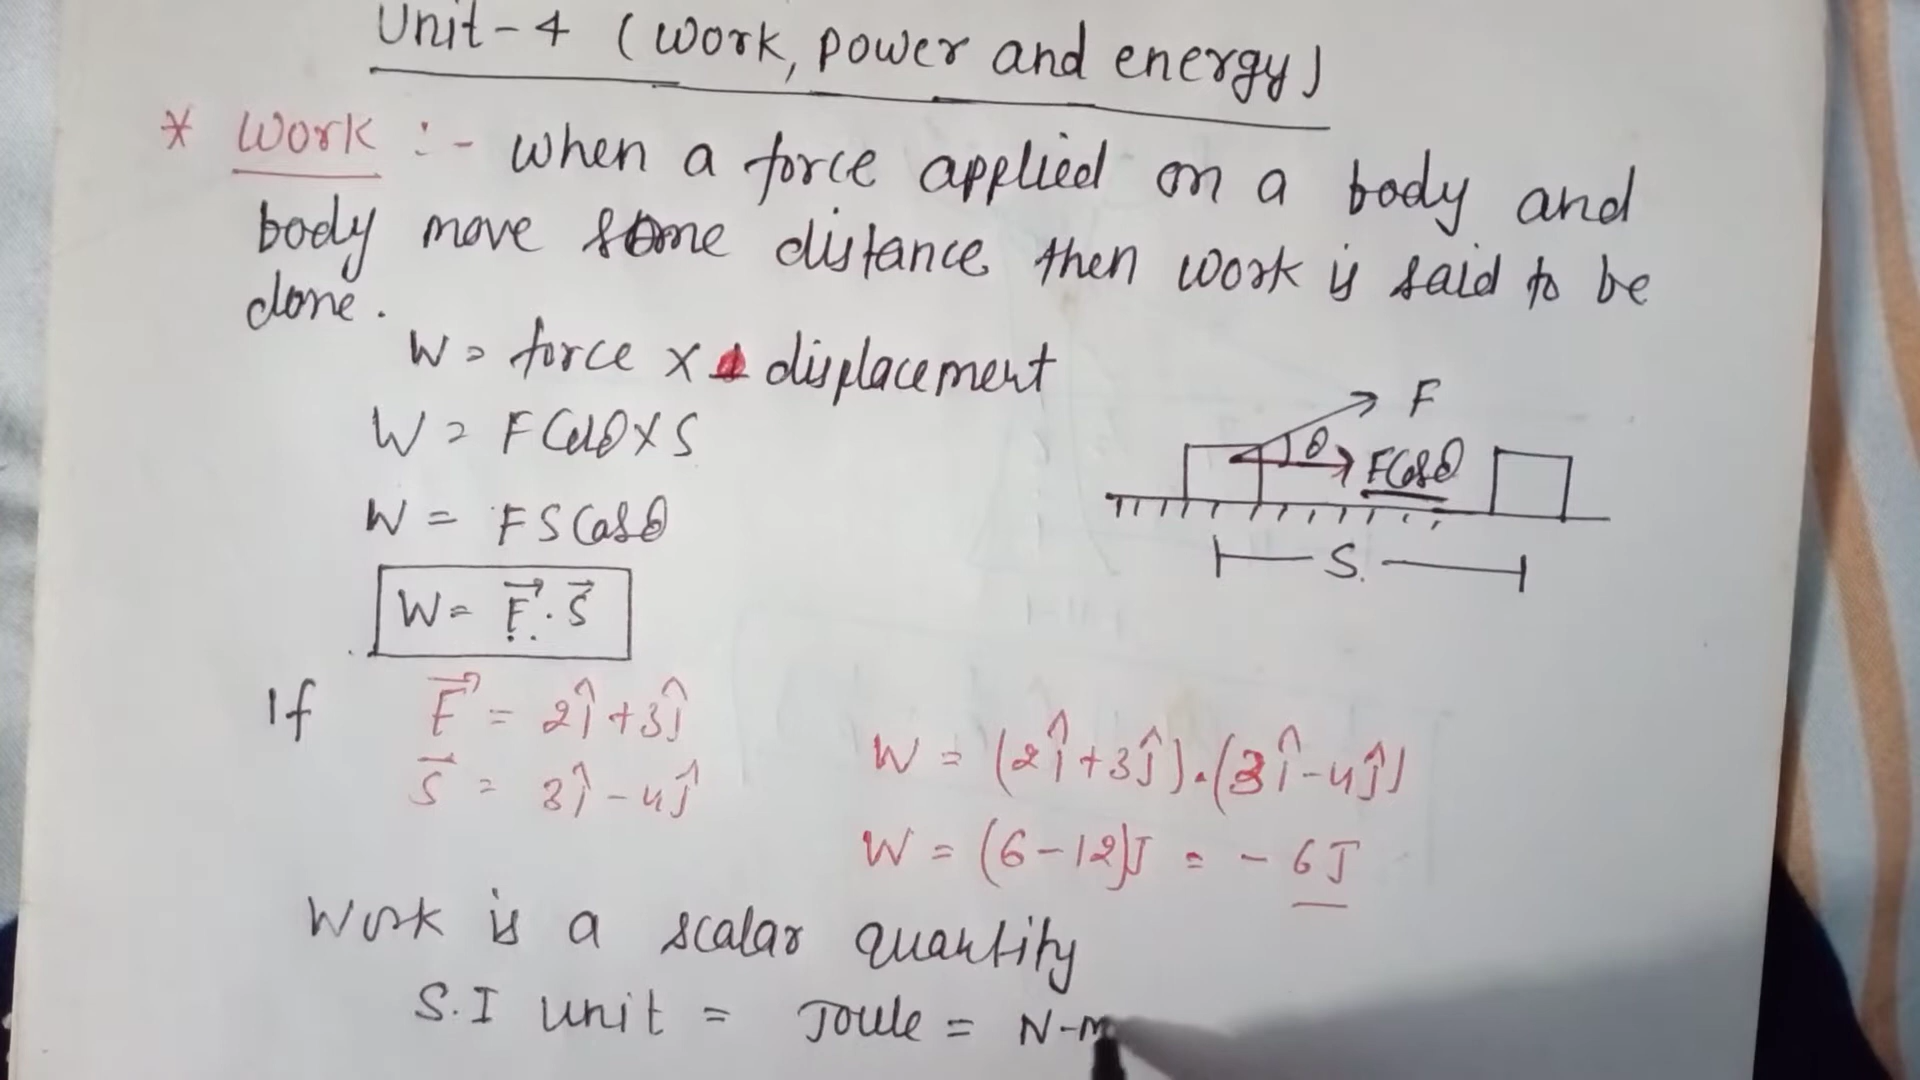 Unit-4 (Work, power and energy)
* Work :- when a force applied on a body and
body move some distance then work is said to be
done.
W = force × displacement
W = F Cosθ × S
W = F S Cosθ
W = F⃗ . S⃗
F
θ
F Cosθ
S.
If F⃗ = 2î + 3ĵ
S⃗ = 3î - 4ĵ
W = (2î + 3ĵ).(3î - 4ĵ)
W = (6-12)J = - 6J
Work is a scalar quantity
S.I unit = Joule = N-m